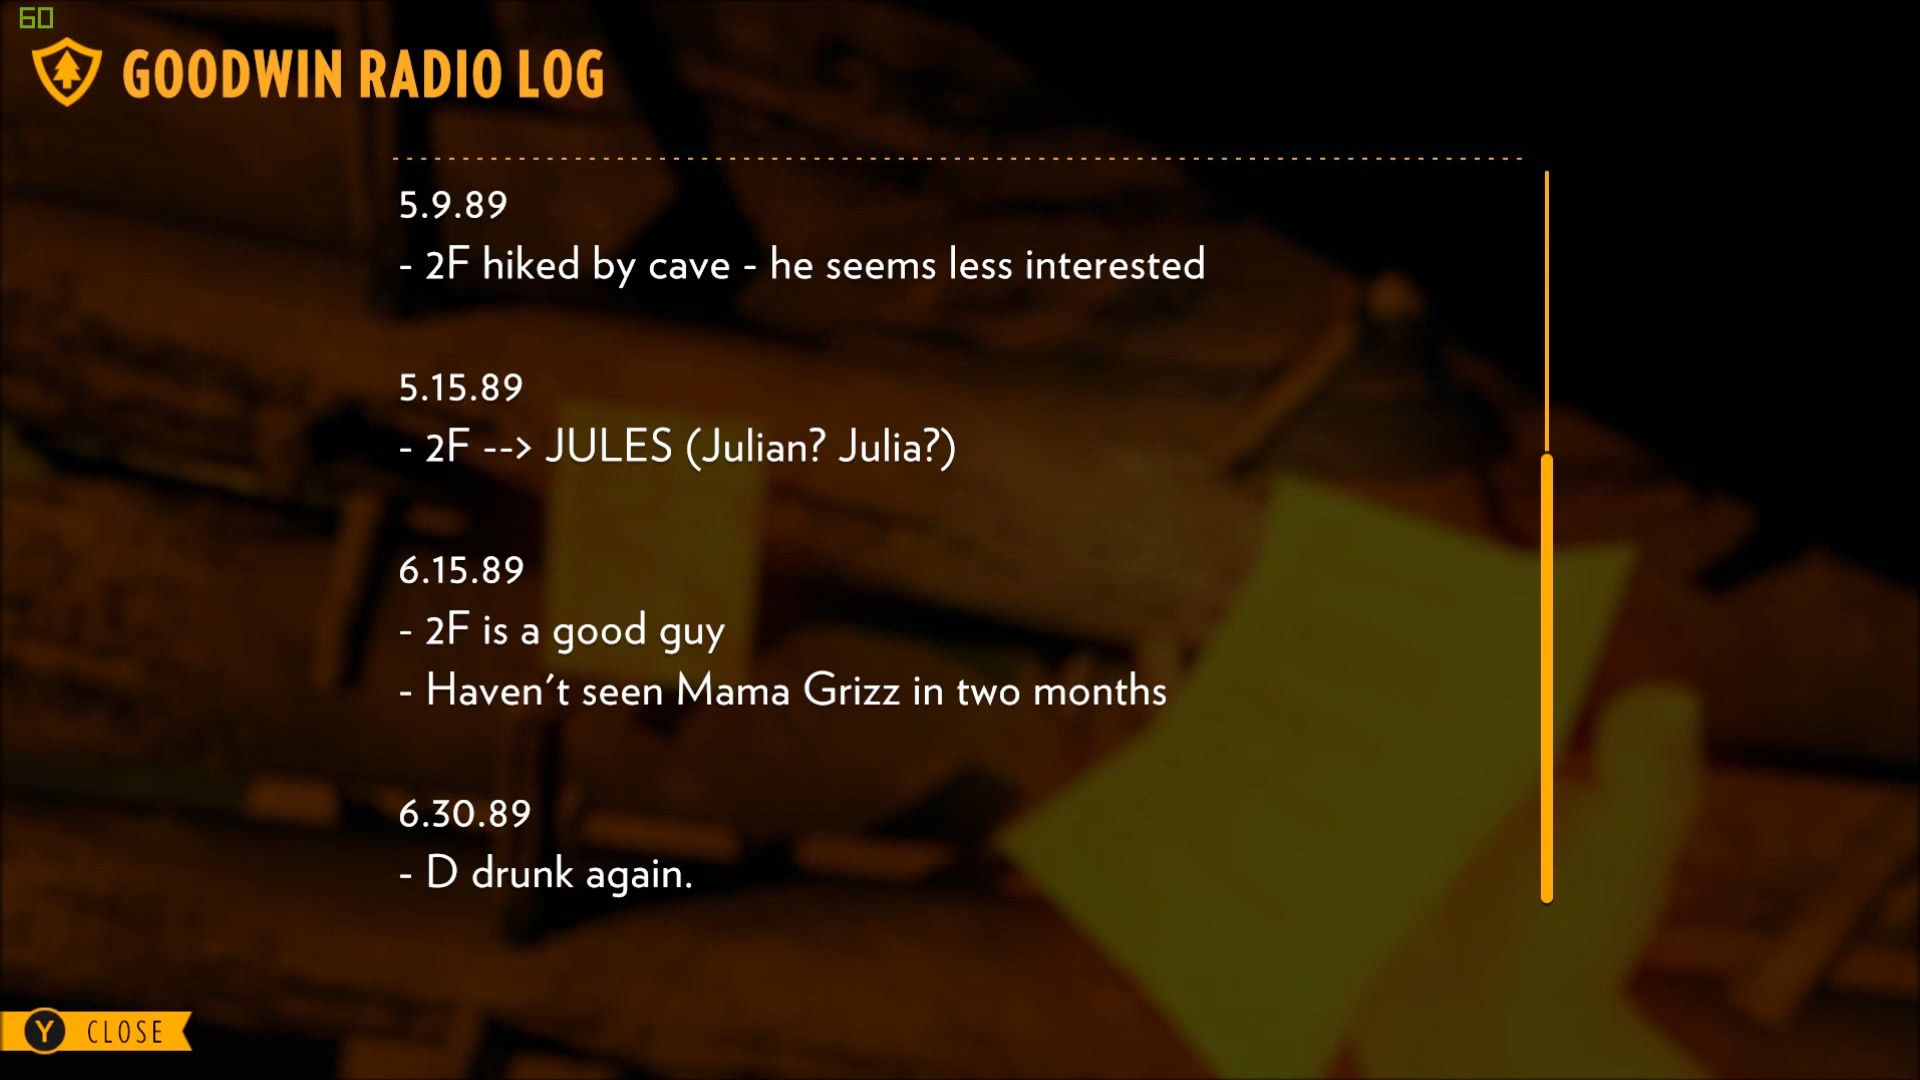 60
GOODWIN RADIO LOG
5.9.89
- 2F hiked by cave - he seems less interested
5.15.89
- 2F --> JULES (Julian? Julia?)
6.15.89
- 2F is a good guy
- Haven't seen Mama Grizz in two months
6.30.89
- D drunk again.
Y CLOSE